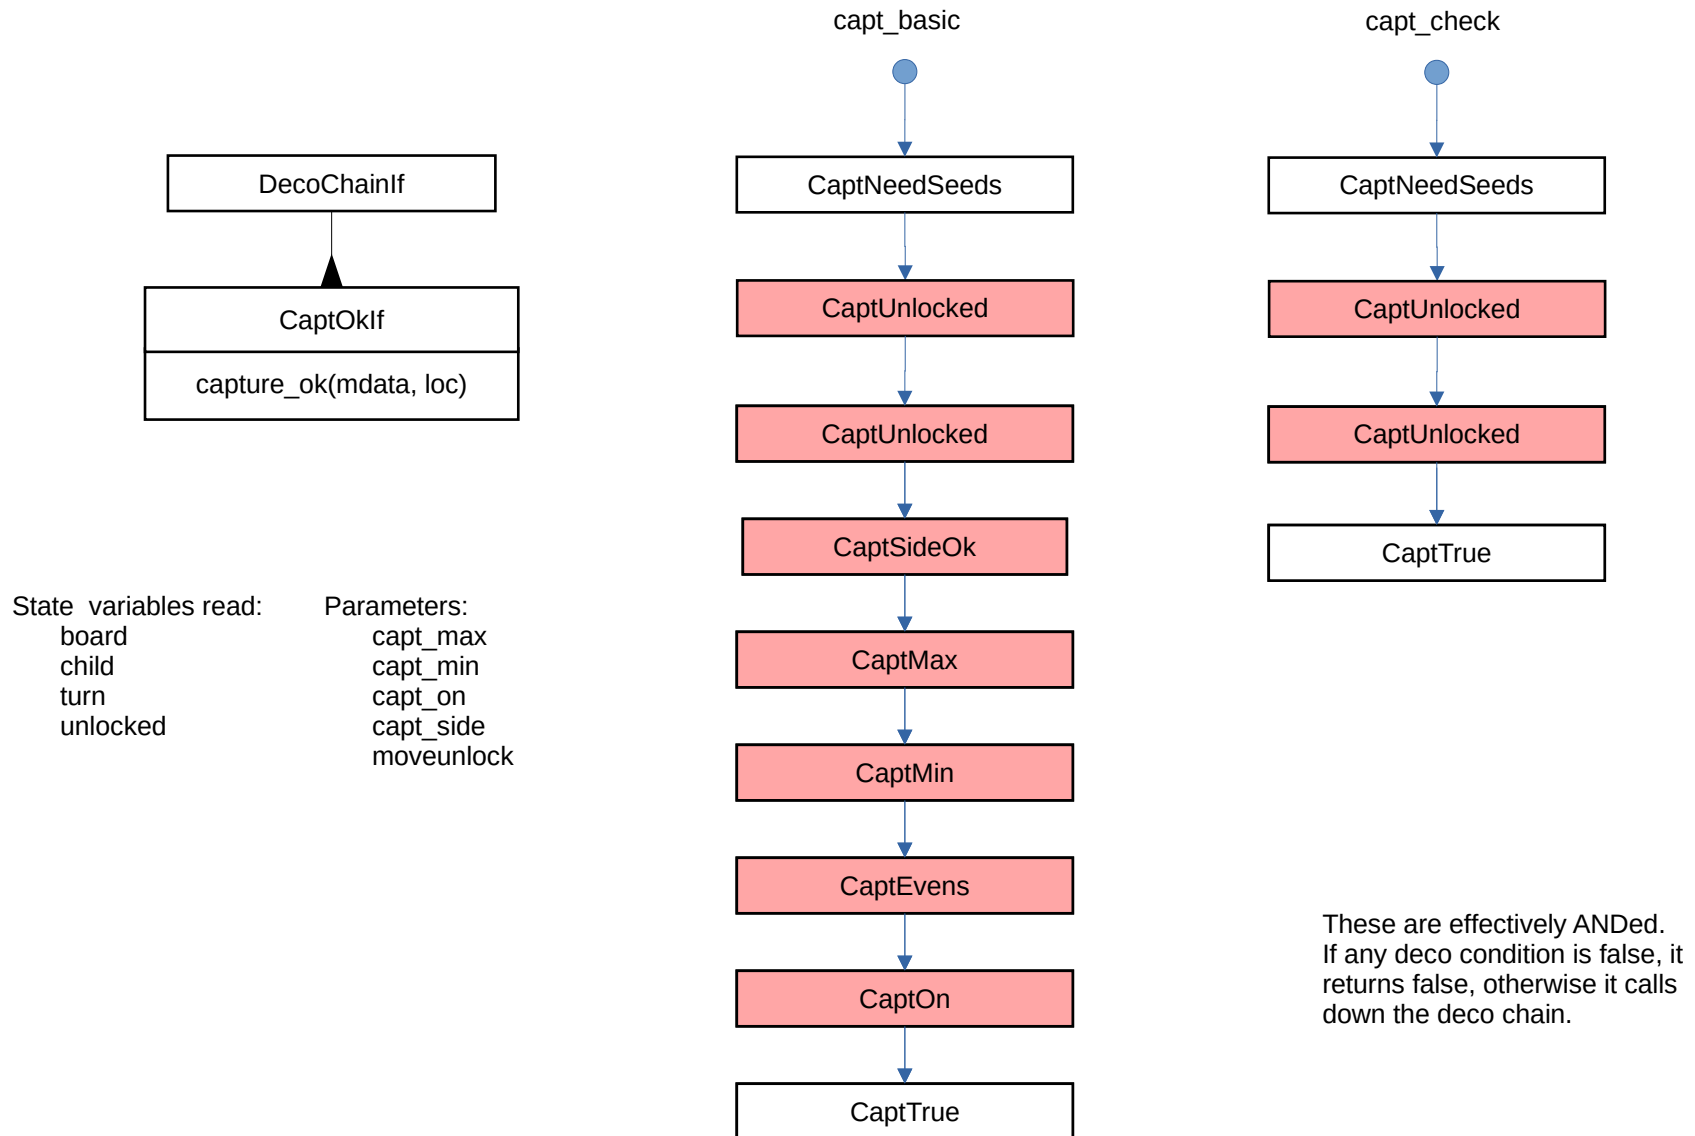 capt_basic
capt_check
DecoChainIf
CaptOkIf
capture_ok(mdata, loc)
State  variables read:
board
child
turn
unlocked
Parameters:
capt_max
capt_min
capt_on
capt_side
moveunlock
CaptNeedSeeds
CaptUnlocked
CaptUnlocked
CaptSideOk
CaptMax
CaptMin
CaptEvens
CaptOn
CaptTrue
CaptNeedSeeds
CaptUnlocked
CaptUnlocked
CaptTrue
These are effectively ANDed.
If any deco condition is false, it
returns false, otherwise it calls
down the deco chain.